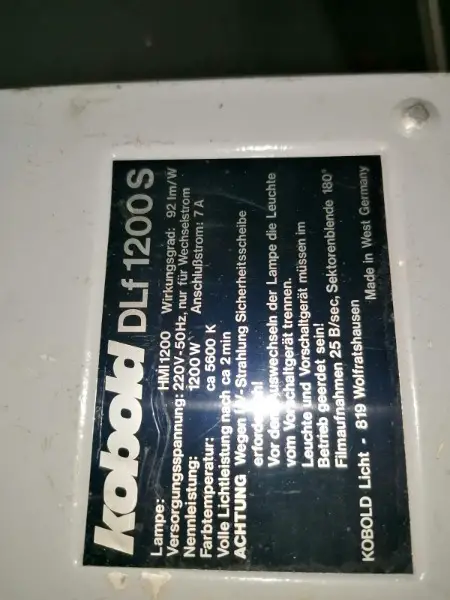 kobold DLf 1200 S
Lampe: HMI 1200 Wirkungsgrad: 92 lm/W
Versorgungsspannung: 220V-50Hz, nur für Wechselstrom
Nennleistung: 1200 W Anschlußstrom: 7 A
Farbtemperatur: ca 5600 K
Volle Lichtleistung nach ca 2min
ACHTUNG Wegen UV-Strahlung Sicherheitsscheibe
erforderlich!
Vor dem Auswechseln der Lampe die Leuchte
vom Vorschaltgerät trennen.
Leuchte und Vorschaltgerät müssen im
Betrieb geerdet sein!
Filmaufnahmen 25 B/sec, Sektorenblende 180°
KOBOLD Licht - 819 Wolfratshausen Made in West Germany